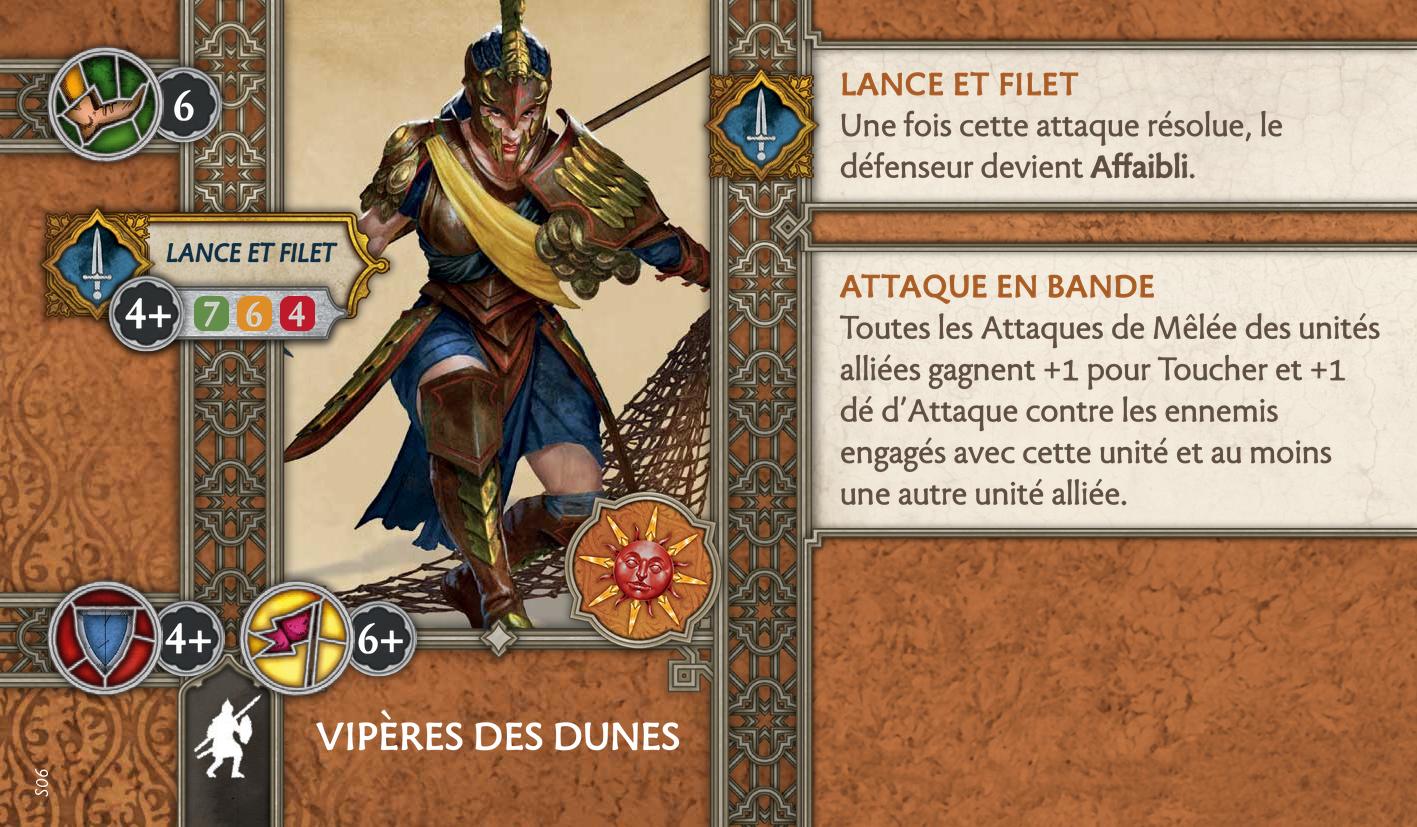 6
LANCE ET FILET
4+ 7 6 4
4+ 6+
VIPÈRES DES DUNES
S06
LANCE ET FILET
Une fois cette attaque résolue, le
défenseur devient Affaibli.
ATTAQUE EN BANDE
Toutes les Attaques de Mêlée des unités
alliées gagnent +1 pour Toucher et +1
dé d'Attaque contre les ennemis
engagés avec cette unité et au moins
une autre unité alliée.